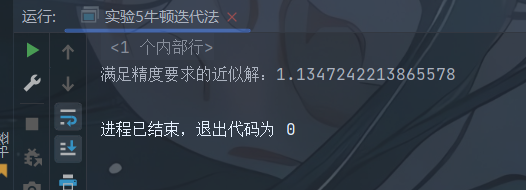 运行:
实验5牛顿迭代法
<1 个内部行>
满足精度要求的近似解：1.1347242213865578
进程已结束，退出代码为 0